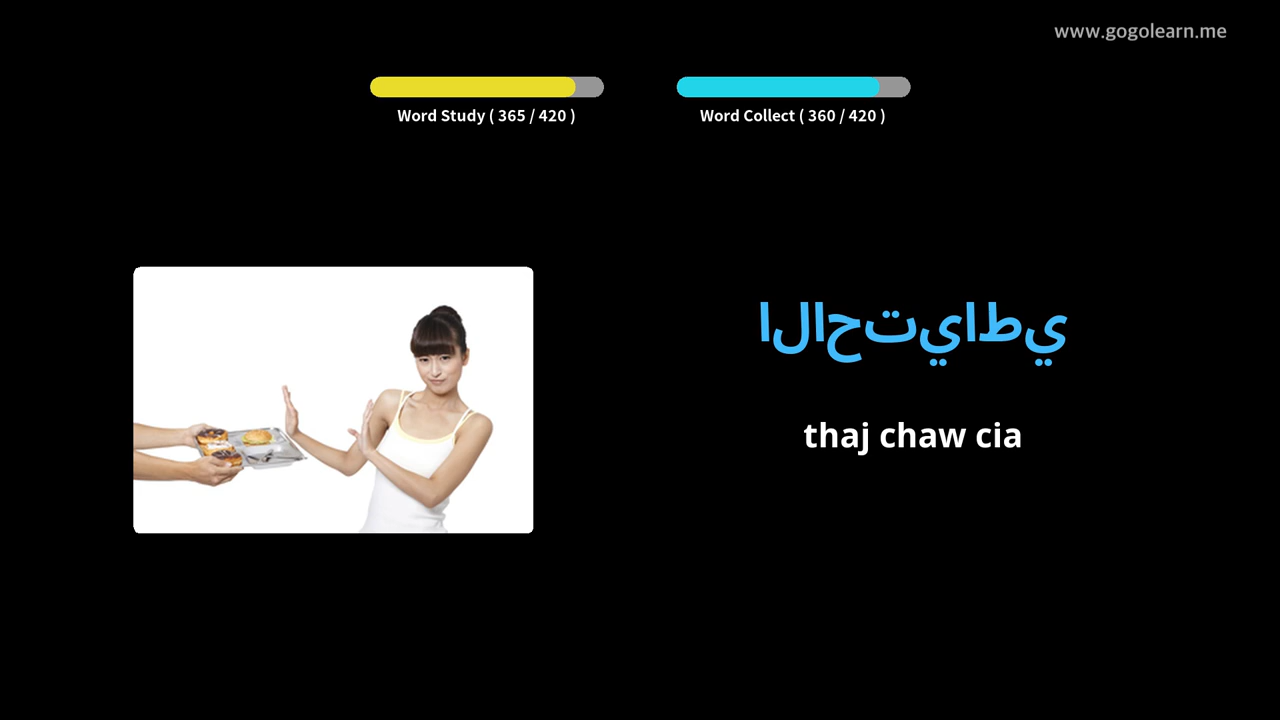 www.gogolearn.me
Word Study ( 365 / 420 )
Word Collect ( 360 / 420 )
الاحتياطي
thaj chaw cia